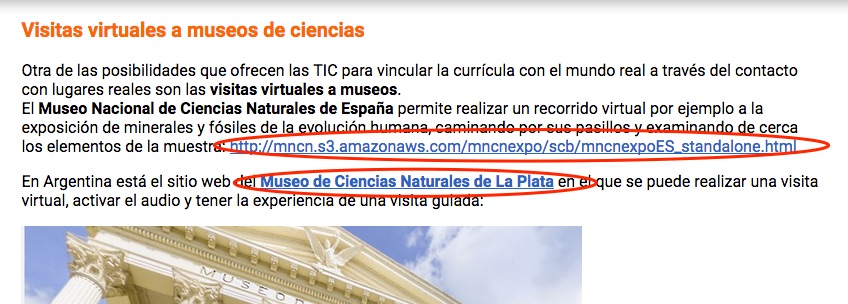 Visitas virtuales a museos de ciencias
Otra de las posibilidades que ofrecen las TIC para vincular la currícula con el mundo real a través del contacto
con lugares reales son las visitas virtuales a museos.
El Museo Nacional de Ciencias Naturales de España permite realizar un recorrido virtual por ejemplo a la
exposición de minerales y fósiles de la evolución humana, caminando por sus pasillos y examinando de cerca
los elementos de la muestra: http://mncn.s3.amazonaws.com/mncnexpo/scb/mncnexpoES_standalone.html
En Argentina está el sitio web del Museo de Ciencias Naturales de La Plata en el que se puede realizar una visita
virtual, activar el audio y tener la experiencia de una visita guiada:
MUSEO D